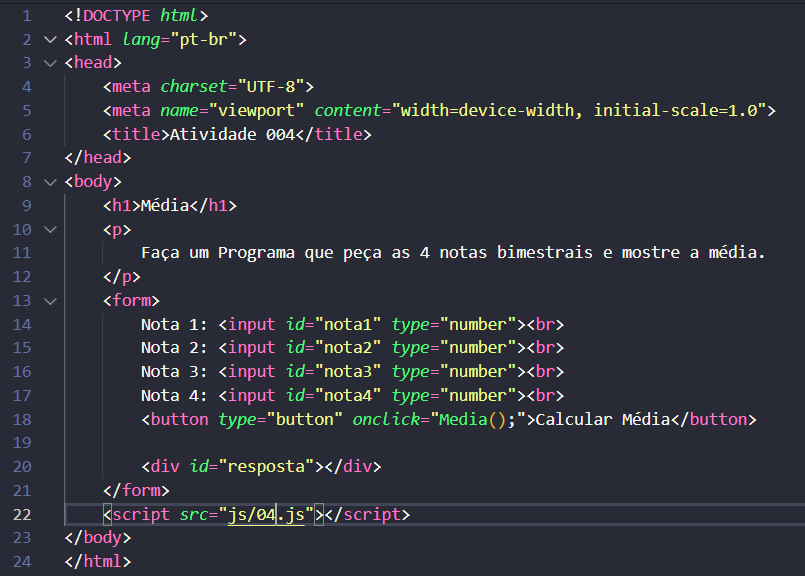 1 <!DOCTYPE html>
2 <html lang="pt-br">
3 <head>
4 <meta charset="UTF-8">
5 <meta name="viewport" content="width=device-width, initial-scale=1.0">
6 <title>Atividade 004</title>
7 </head>
8 <body>
9 <h1>Média</h1>
10 <p>
11 Faça um Programa que peça as 4 notas bimestrais e mostre a média.
12 </p>
13 <form>
14 Nota 1: <input id="nota1" type="number"><br>
15 Nota 2: <input id="nota2" type="number"><br>
16 Nota 3: <input id="nota3" type="number"><br>
17 Nota 4: <input id="nota4" type="number"><br>
18 <button type="button" onclick="Media();">Calcular Média</button>
19
20 <div id="resposta"></div>
21 </form>
22 <script src="js/04.js"></script>
23 </body>
24 </html>